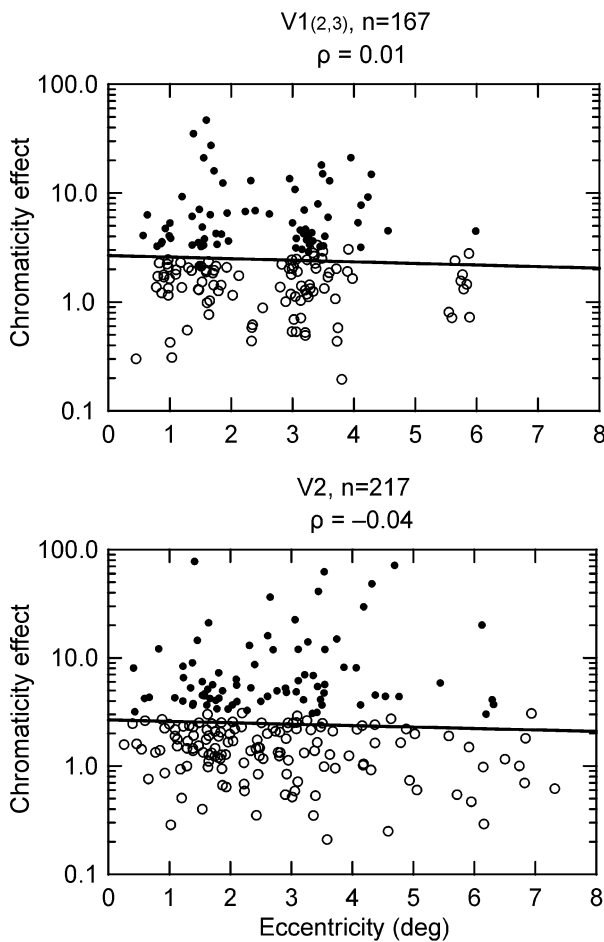 V1(2,3), n=167
ρ = 0.01
100.0
10.0
1.0
0.1
Chromaticity effect
0 1 2 3 4 5 6 7 8
V2, n=217
ρ = –0.04
100.0
10.0
1.0
0.1
Chromaticity effect
0 1 2 3 4 5 6 7 8
Eccentricity (deg)